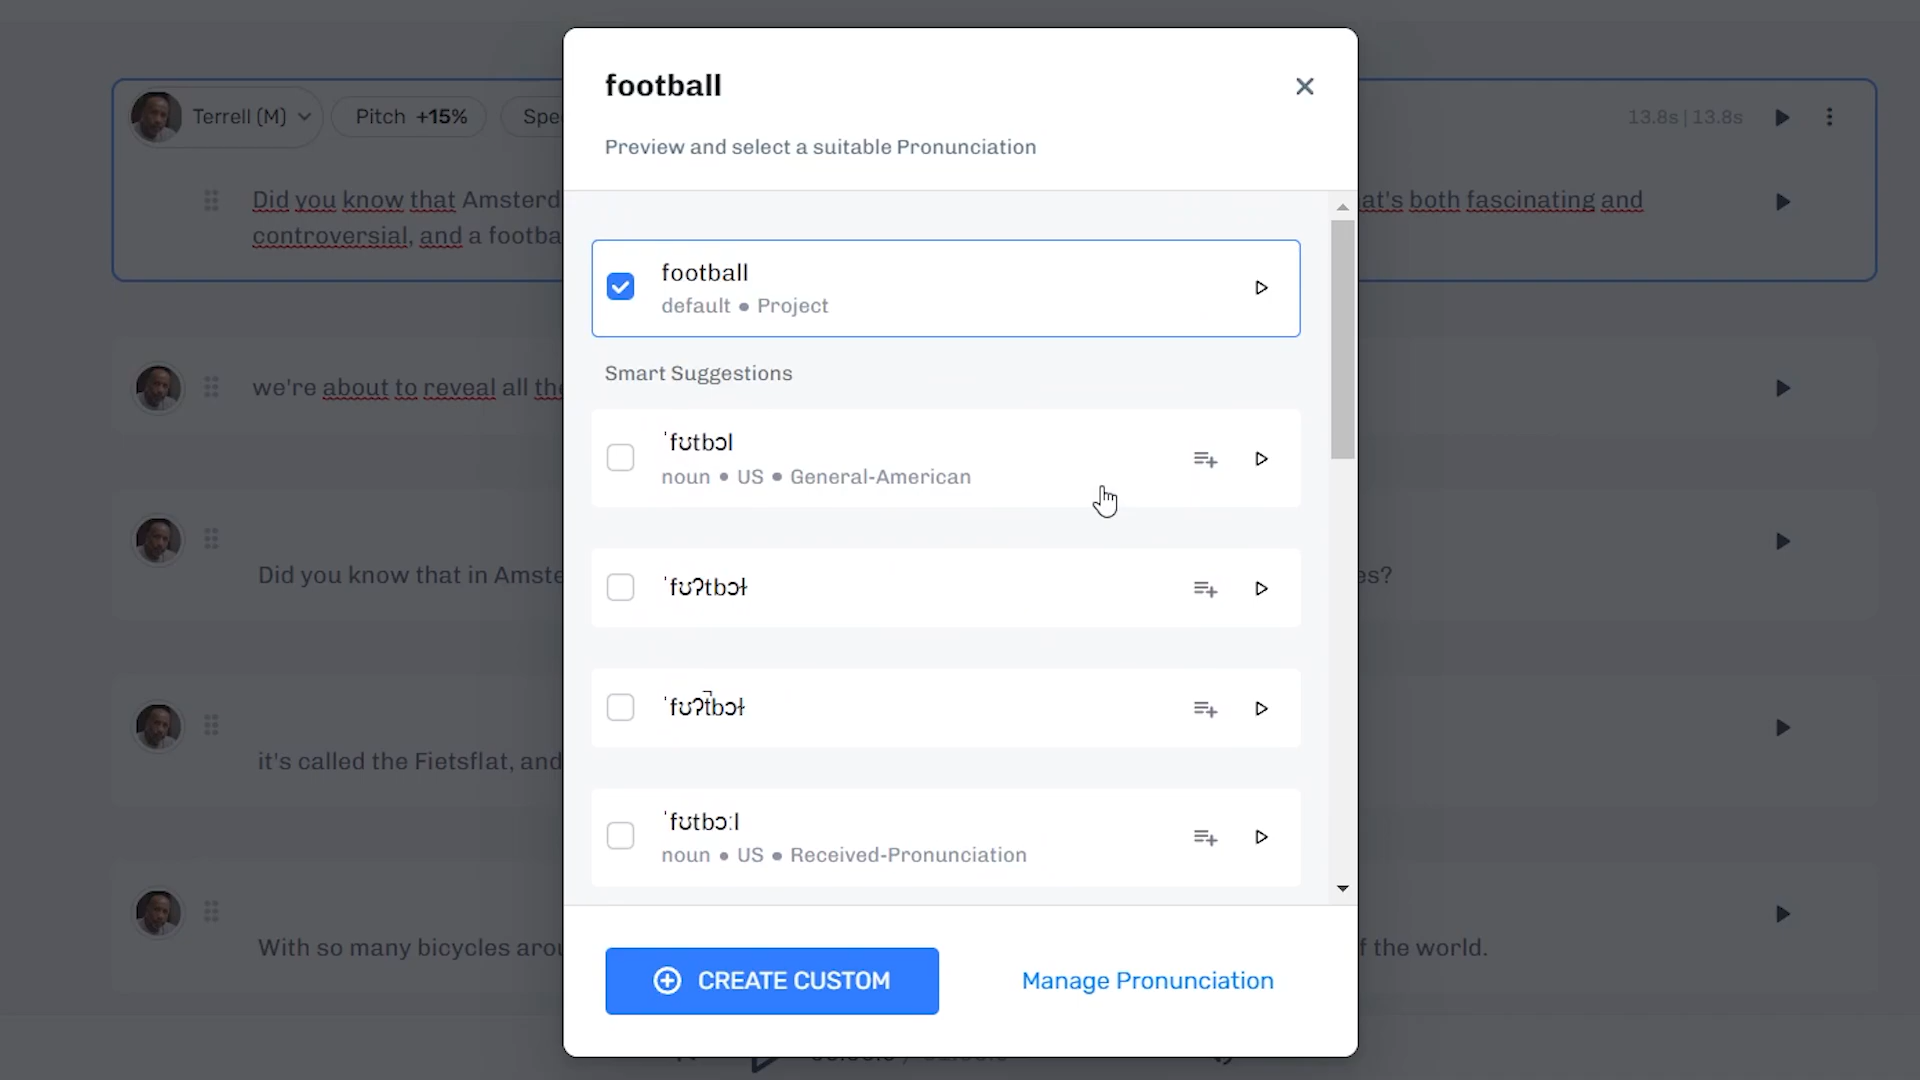 football
Preview and select a suitable Pronunciation
Terrell (M)
Pitch +15%
Spe
13.8s | 13.8s
Did you know that Amsterd
at's both fascinating and
controversial, and a footba
football
default • Project
Smart Suggestions
we're about to reveal all the
ˈfʊtbɔl
noun • US • General-American
Did you know that in Amste
es?
ˈfʊʔtbɔɫ
ˈfʊʔt̚bɔɫ
it's called the Fietsflat, and
ˈfʊtbɔːl
noun • US • Received-Pronunciation
With so many bicycles arou
f the world.
CREATE CUSTOM
Manage Pronunciation